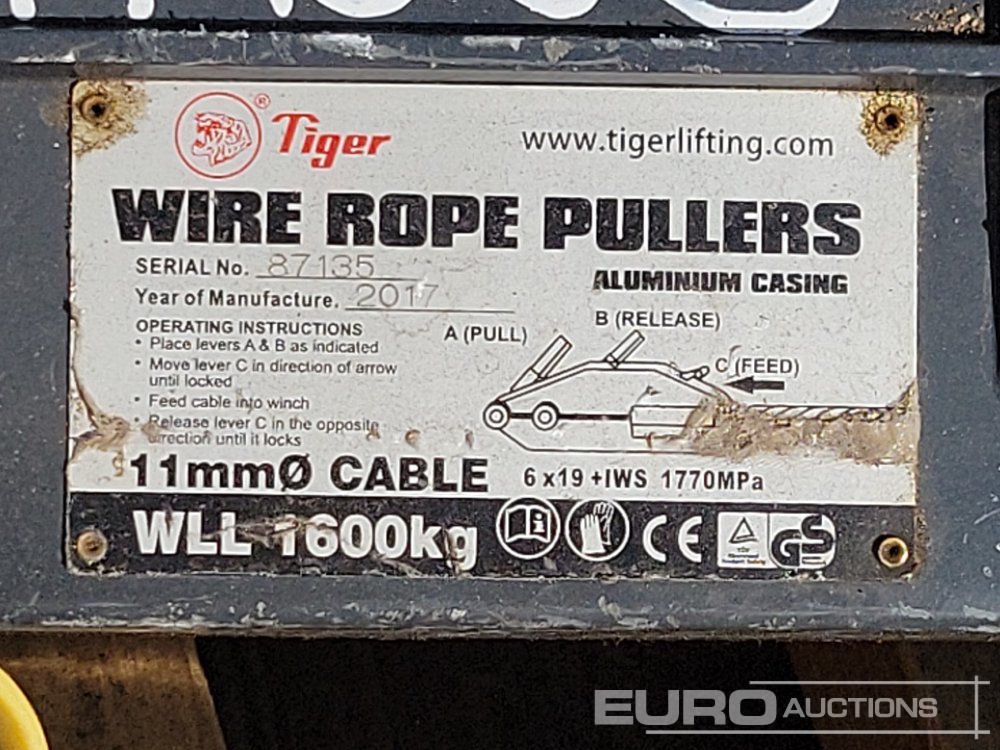 ® Tiger
www.tigerlifting.com
WIRE ROPE PULLERS
SERIAL No. 87135
ALUMINIUM CASING
Year of Manufacture. 2017
OPERATING INSTRUCTIONS
• Place levers A & B as indicated
• Move lever C in direction of arrow
until locked
• Feed cable into winch
• Release lever C in the opposite
direction until it locks
A (PULL)
B (RELEASE)
C (FEED)
11mmØ CABLE
6 x 19 +IWS 1770MPa
WLL 1600kg
i
CE
TÜV
GS
EURO AUCTIONS